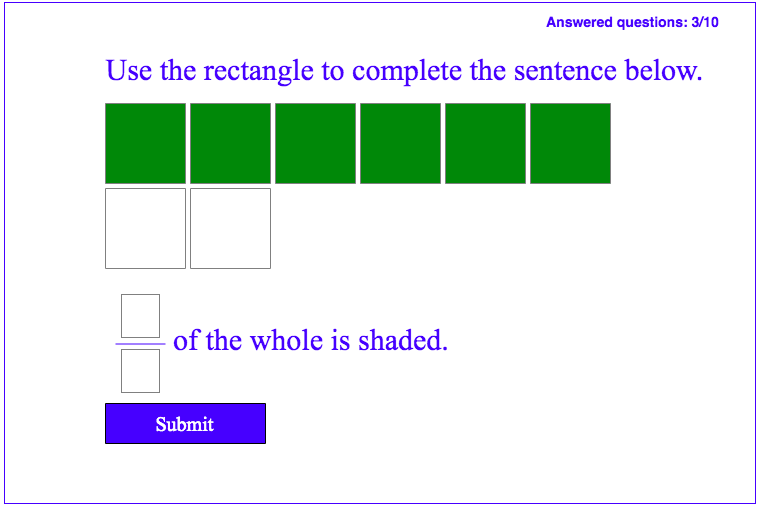 Answered questions: 3/10
Use the rectangle to complete the sentence below.
of the whole is shaded.
Submit